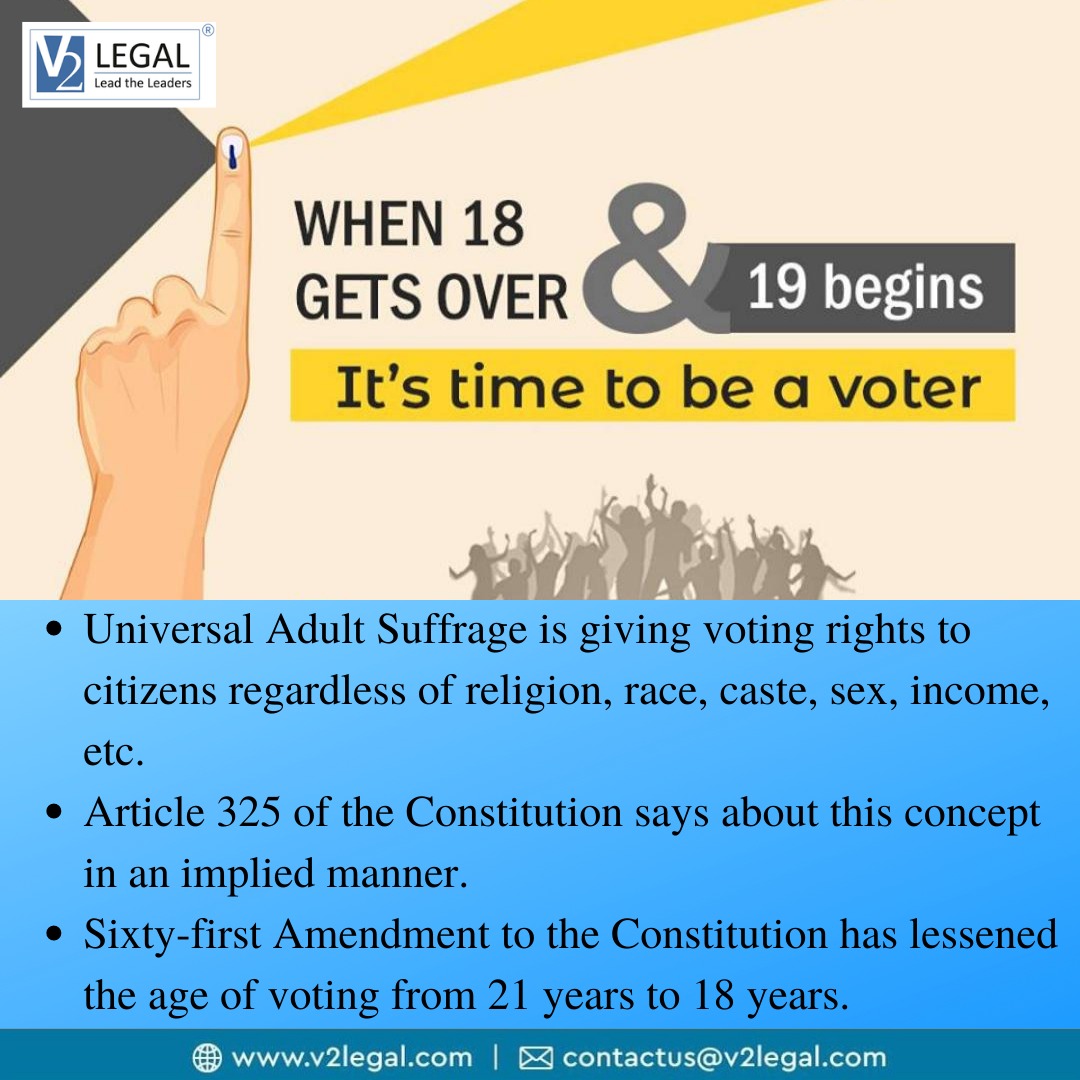 V2 LEGAL ®
Lead the Leaders
WHEN 18
GETS OVER
&
19 begins
It's time to be a voter
• Universal Adult Suffrage is giving voting rights to
citizens regardless of religion, race, caste, sex, income,
etc.
• Article 325 of the Constitution says about this concept
in an implied manner.
• Sixty-first Amendment to the Constitution has lessened
the age of voting from 21 years to 18 years.
www.v2legal.com | contactus@v2legal.com